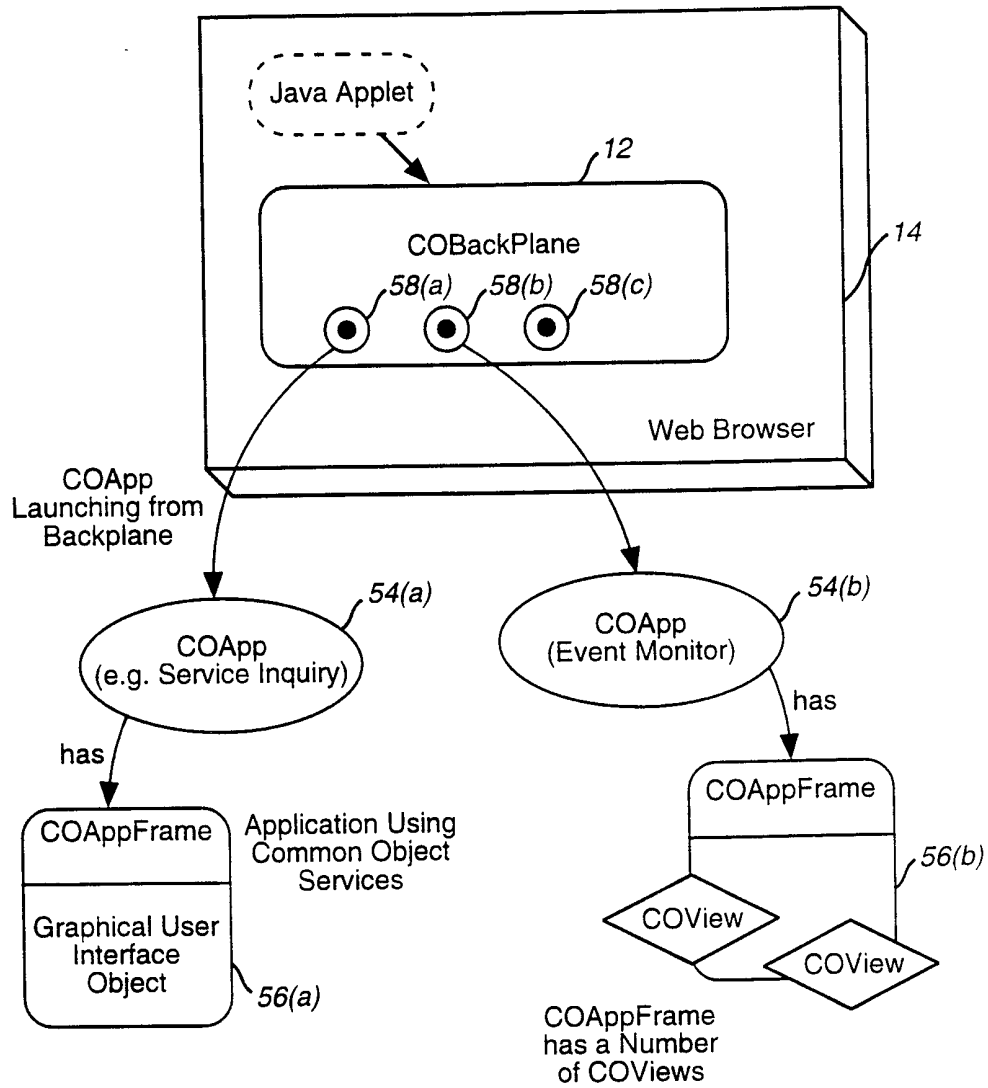 Java Applet
12
COBackPlane
14
58(a)
58(b)
58(c)
Web Browser
COApp
Launching from
Backplane
54(a)
COApp
(e.g. Service Inquiry)
54(b)
COApp
(Event Monitor)
has
has
COAppFrame
Graphical User
Interface
Object
56(a)
Application Using
Common Object
Services
COAppFrame
56(b)
COView
COView
COAppFrame
has a Number
of COViews